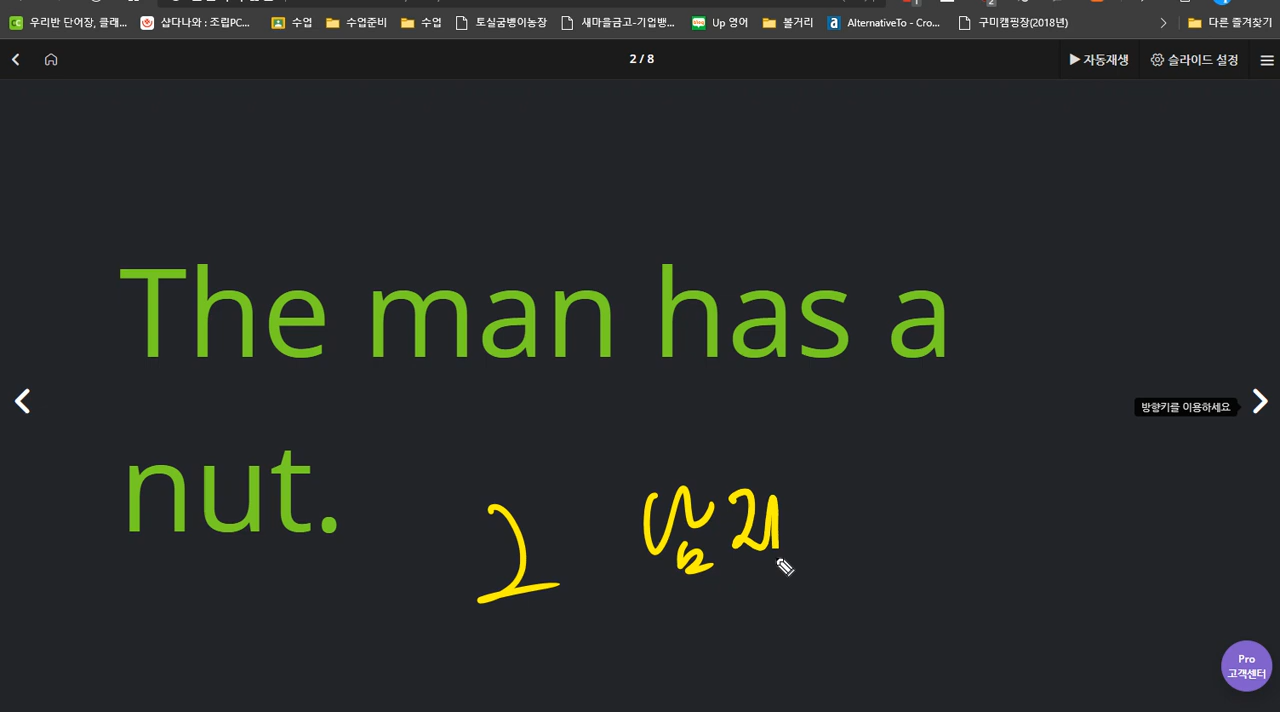 우리반 단어장, 클래... 샵다나와 : 조립PC... 수업 수업준비 수업 토실굼뱅이농장 새마을금고-기업뱅... Up 영어 볼거리 AlternativeTo - Cro... 구미캠핑장(2018년) 다른 즐겨찾기
2 / 8 자동재생 슬라이드 설정
The man has a
방향키를 이용하세요
nut.
그
Pro
고객센터